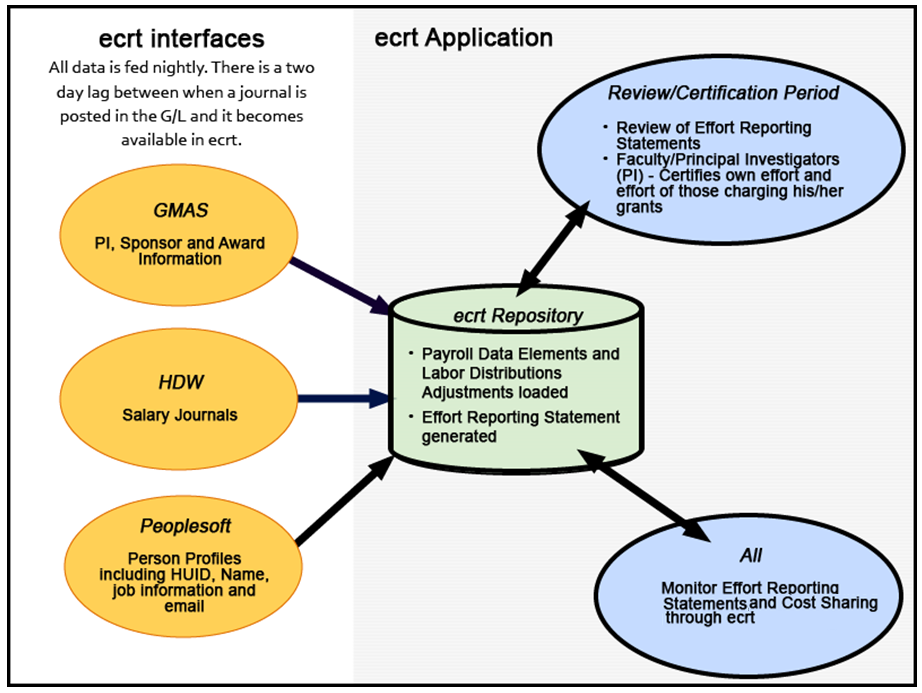 ecrt interfaces
All data is fed nightly. There is a two
day lag between when a journal is
posted in the G/L and it becomes
available in ecrt.
GMAS
PI, Sponsor and Award
Information
HDW
Salary Journals
Peoplesoft
Person Profiles
including HUID, Name,
job information and
email
ecrt Application
Review/Certification Period
· Review of Effort Reporting
Statements
· Faculty/Principal Investigators
(PI) - Certifies own effort and
effort of those charging his/her
grants
ecrt Repository
· Payroll Data Elements and
Labor Distributions
Adjustments loaded
· Effort Reporting Statement
generated
All
Monitor Effort Reporting
Statements and Cost Sharing
through ecrt